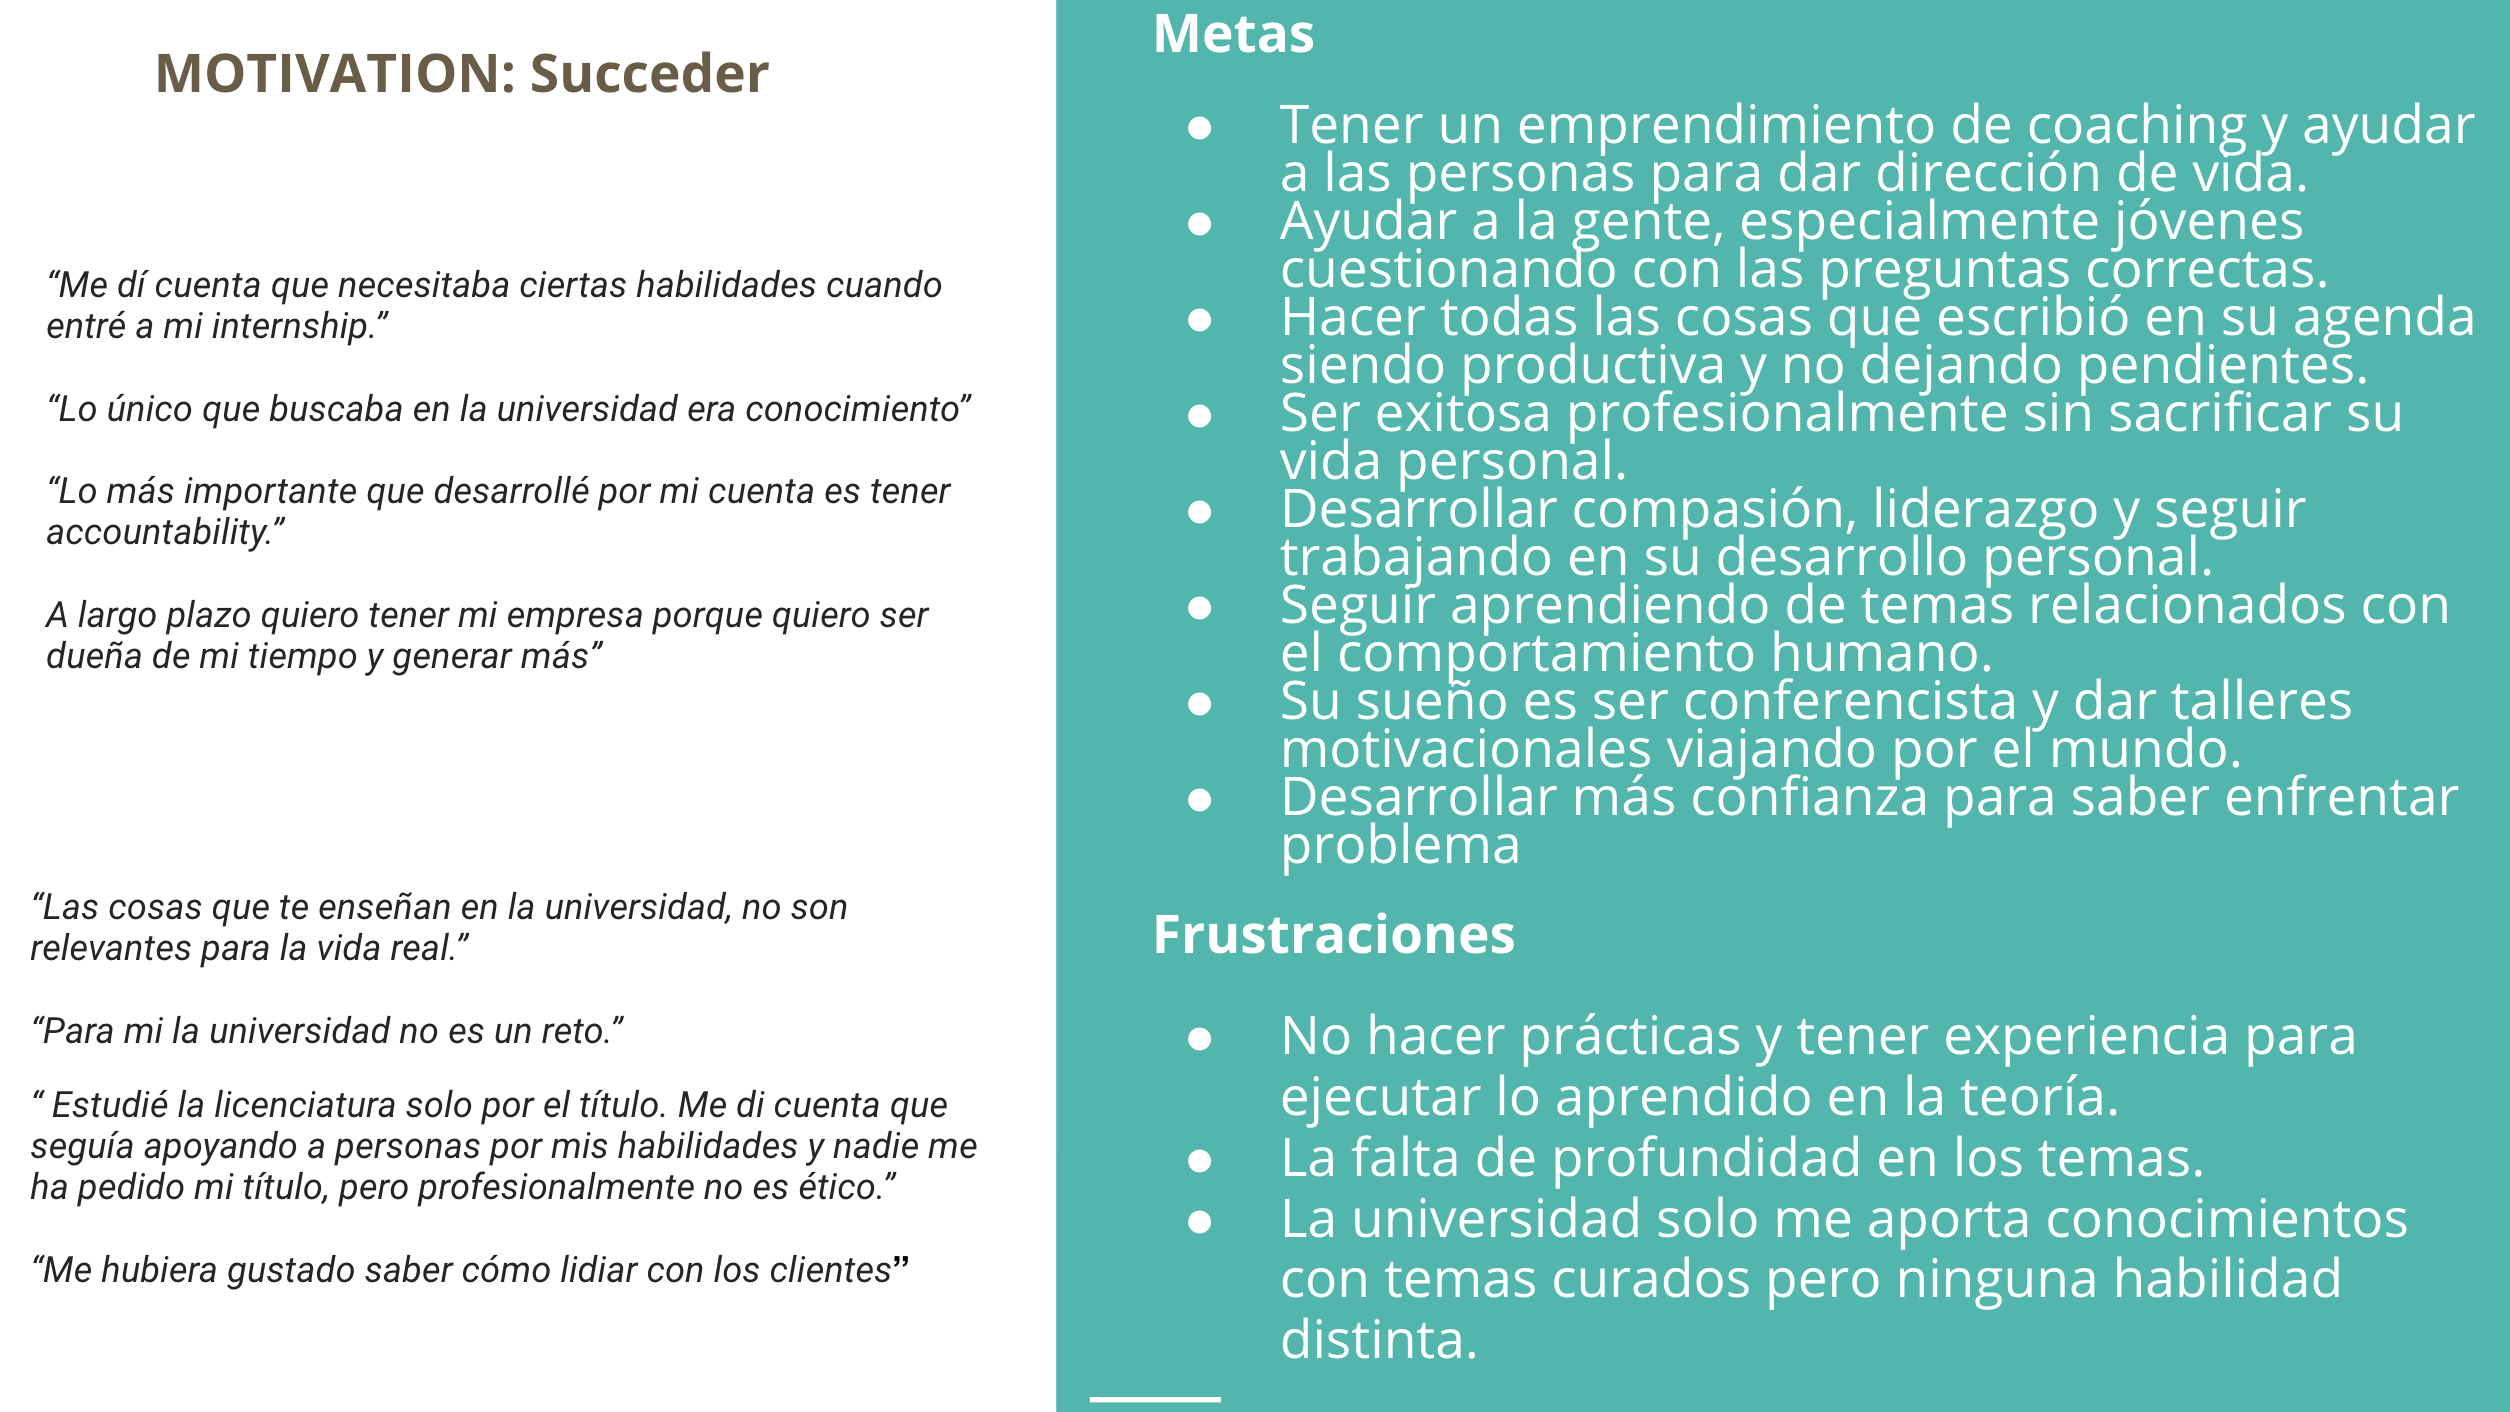 MOTIVATION: Succeder
“Me dí cuenta que necesitaba ciertas habilidades cuando
entré a mi internship.”
“Lo único que buscaba en la universidad era conocimiento”
“Lo más importante que desarrollé por mi cuenta es tener
accountability.”
A largo plazo quiero tener mi empresa porque quiero ser
dueña de mi tiempo y generar más”
“Las cosas que te enseñan en la universidad, no son
relevantes para la vida real.”
“Para mi la universidad no es un reto.”
“ Estudié la licenciatura solo por el título. Me di cuenta que
seguía apoyando a personas por mis habilidades y nadie me
ha pedido mi título, pero profesionalmente no es ético.”
“Me hubiera gustado saber cómo lidiar con los clientes”
Metas
● Tener un emprendimiento de coaching y ayudar
a las personas para dar dirección de vida.
● Ayudar a la gente, especialmente jóvenes
cuestionando con las preguntas correctas.
● Hacer todas las cosas que escribió en su agenda
siendo productiva y no dejando pendientes.
● Ser exitosa profesionalmente sin sacrificar su
vida personal.
● Desarrollar compasión, liderazgo y seguir
trabajando en su desarrollo personal.
● Seguir aprendiendo de temas relacionados con
el comportamiento humano.
● Su sueño es ser conferencista y dar talleres
motivacionales viajando por el mundo.
● Desarrollar más confianza para saber enfrentar
problema
Frustraciones
● No hacer prácticas y tener experiencia para
ejecutar lo aprendido en la teoría.
● La falta de profundidad en los temas.
● La universidad solo me aporta conocimientos
con temas curados pero ninguna habilidad
distinta.